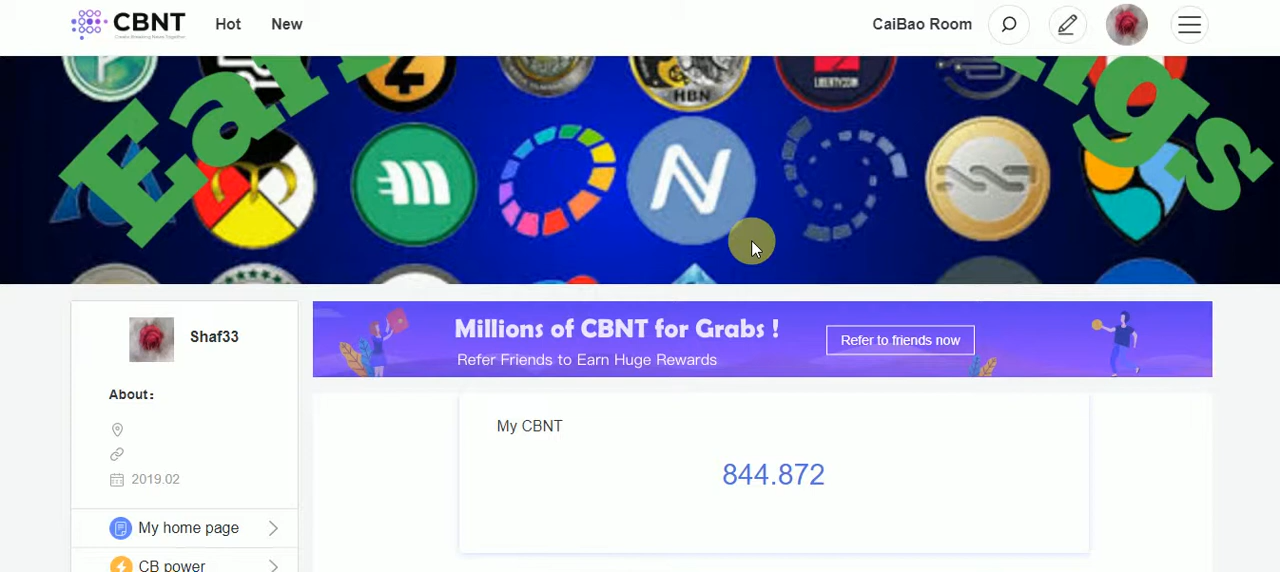 CBNT
Hot
New
CaiBao Room
HBN
LIBERTYCOIN
Millions of CBNT for Grabs !
Refer Friends to Earn Huge Rewards
Refer to friends now
Shaf33
About：
2019.02
My home page
CB power
My CBNT
844.872